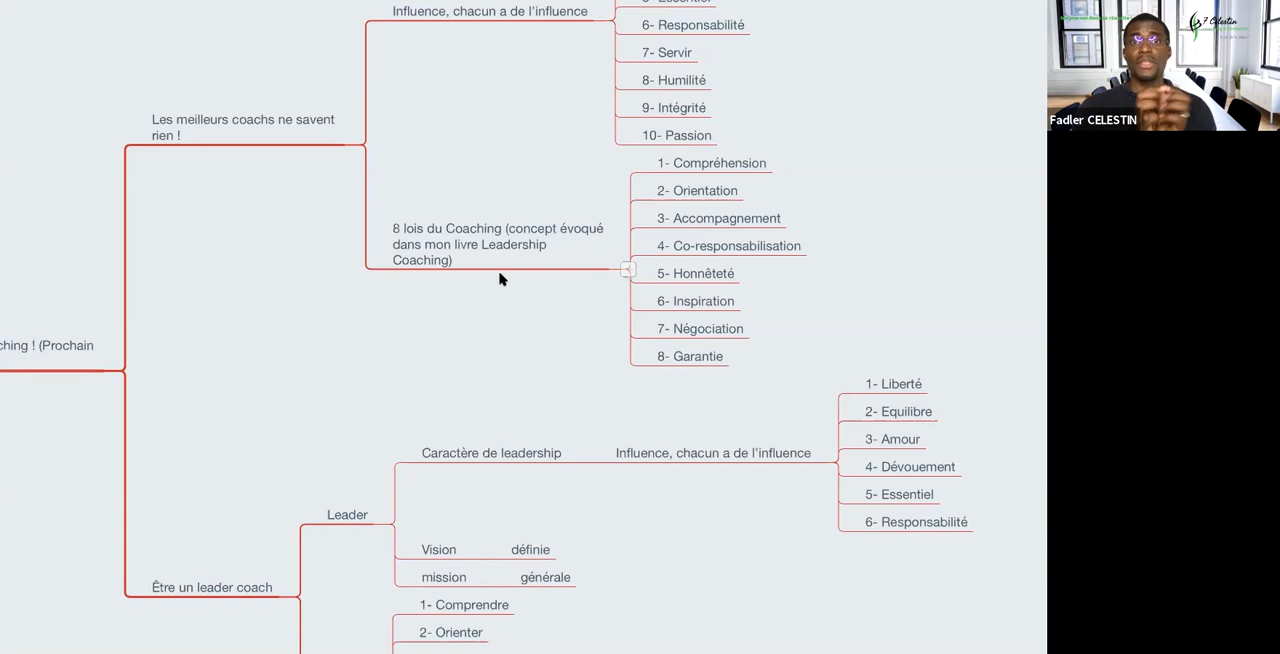 Influence, chacun a de l'influence
6- Responsabilité
7- Servir
8- Humilité
9- Intégrité
10- Passion
Les meilleurs coachs ne savent
rien !
8 lois du Coaching (concept évoqué
dans mon livre Leadership
Coaching)
1- Compréhension
2- Orientation
3- Accompagnement
4- Co-responsabilisation
5- Honnêteté
6- Inspiration
7- Négociation
8- Garantie
ching ! (Prochain
Être un leader coach
Leader
Caractère de leadership
Influence, chacun a de l'influence
1- Liberté
2- Equilibre
3- Amour
4- Dévouement
5- Essentiel
6- Responsabilité
Vision définie
mission générale
1- Comprendre
2- Orienter
7 Célestin
Fadler CELESTIN